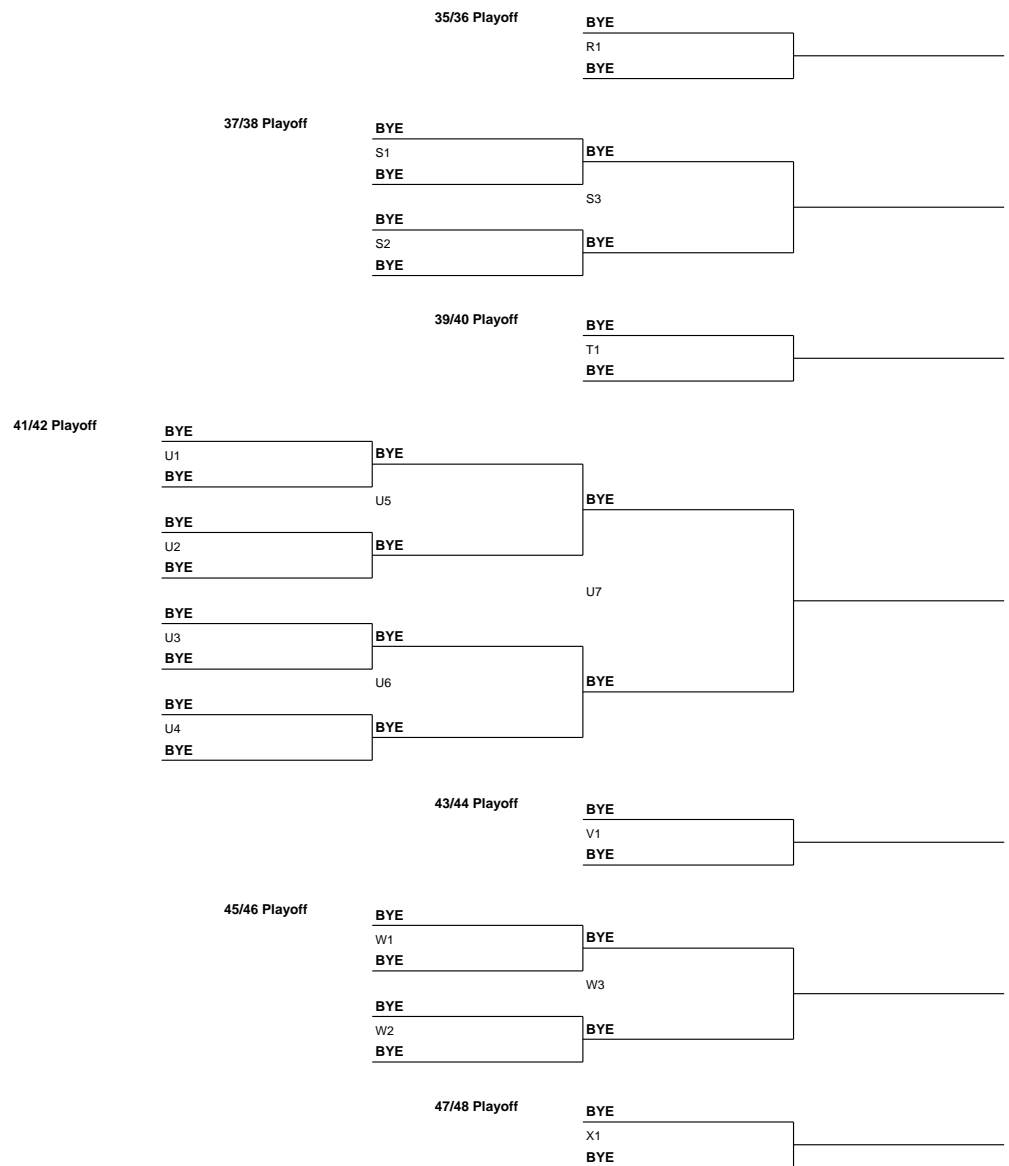 35/36 Playoff
BYE
R1
BYE
37/38 Playoff
BYE
S1
BYE
BYE
S3
BYE
S2
BYE
BYE
39/40 Playoff
BYE
T1
BYE
41/42 Playoff
BYE
U1
BYE
BYE
U5
BYE
BYE
U2
BYE
BYE
U7
BYE
U3
BYE
BYE
U6
BYE
BYE
U4
BYE
BYE
43/44 Playoff
BYE
V1
BYE
45/46 Playoff
BYE
W1
BYE
BYE
W3
BYE
W2
BYE
BYE
47/48 Playoff
BYE
X1
BYE